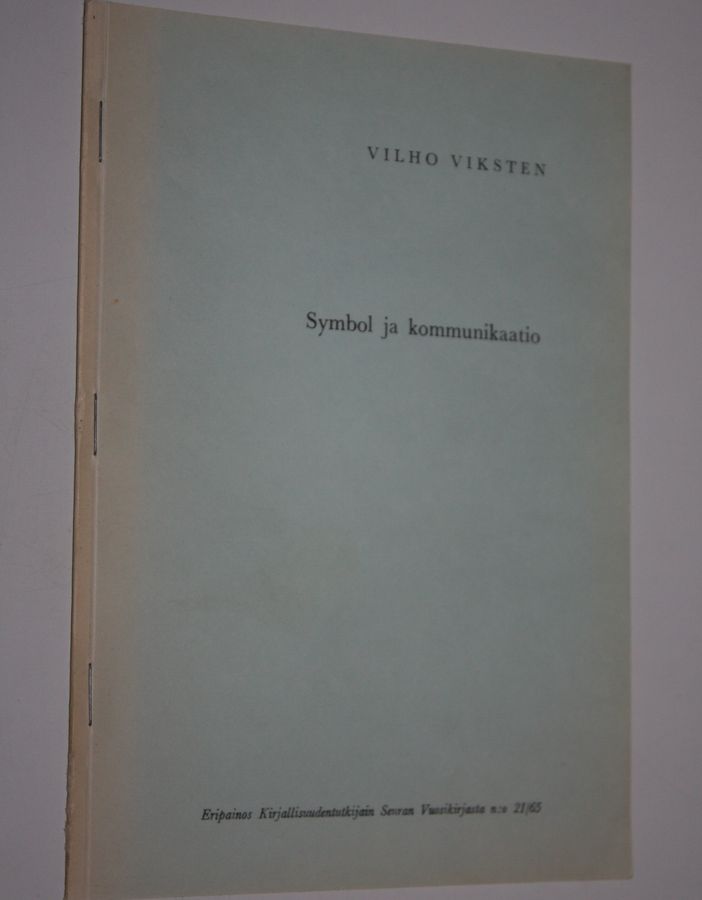 VILHO VIKSTEN
Symbol ja kommunikaatio
Eripainos Kirjallisuudentutkijain Seuran Vuosikirjasta n:o 21/65